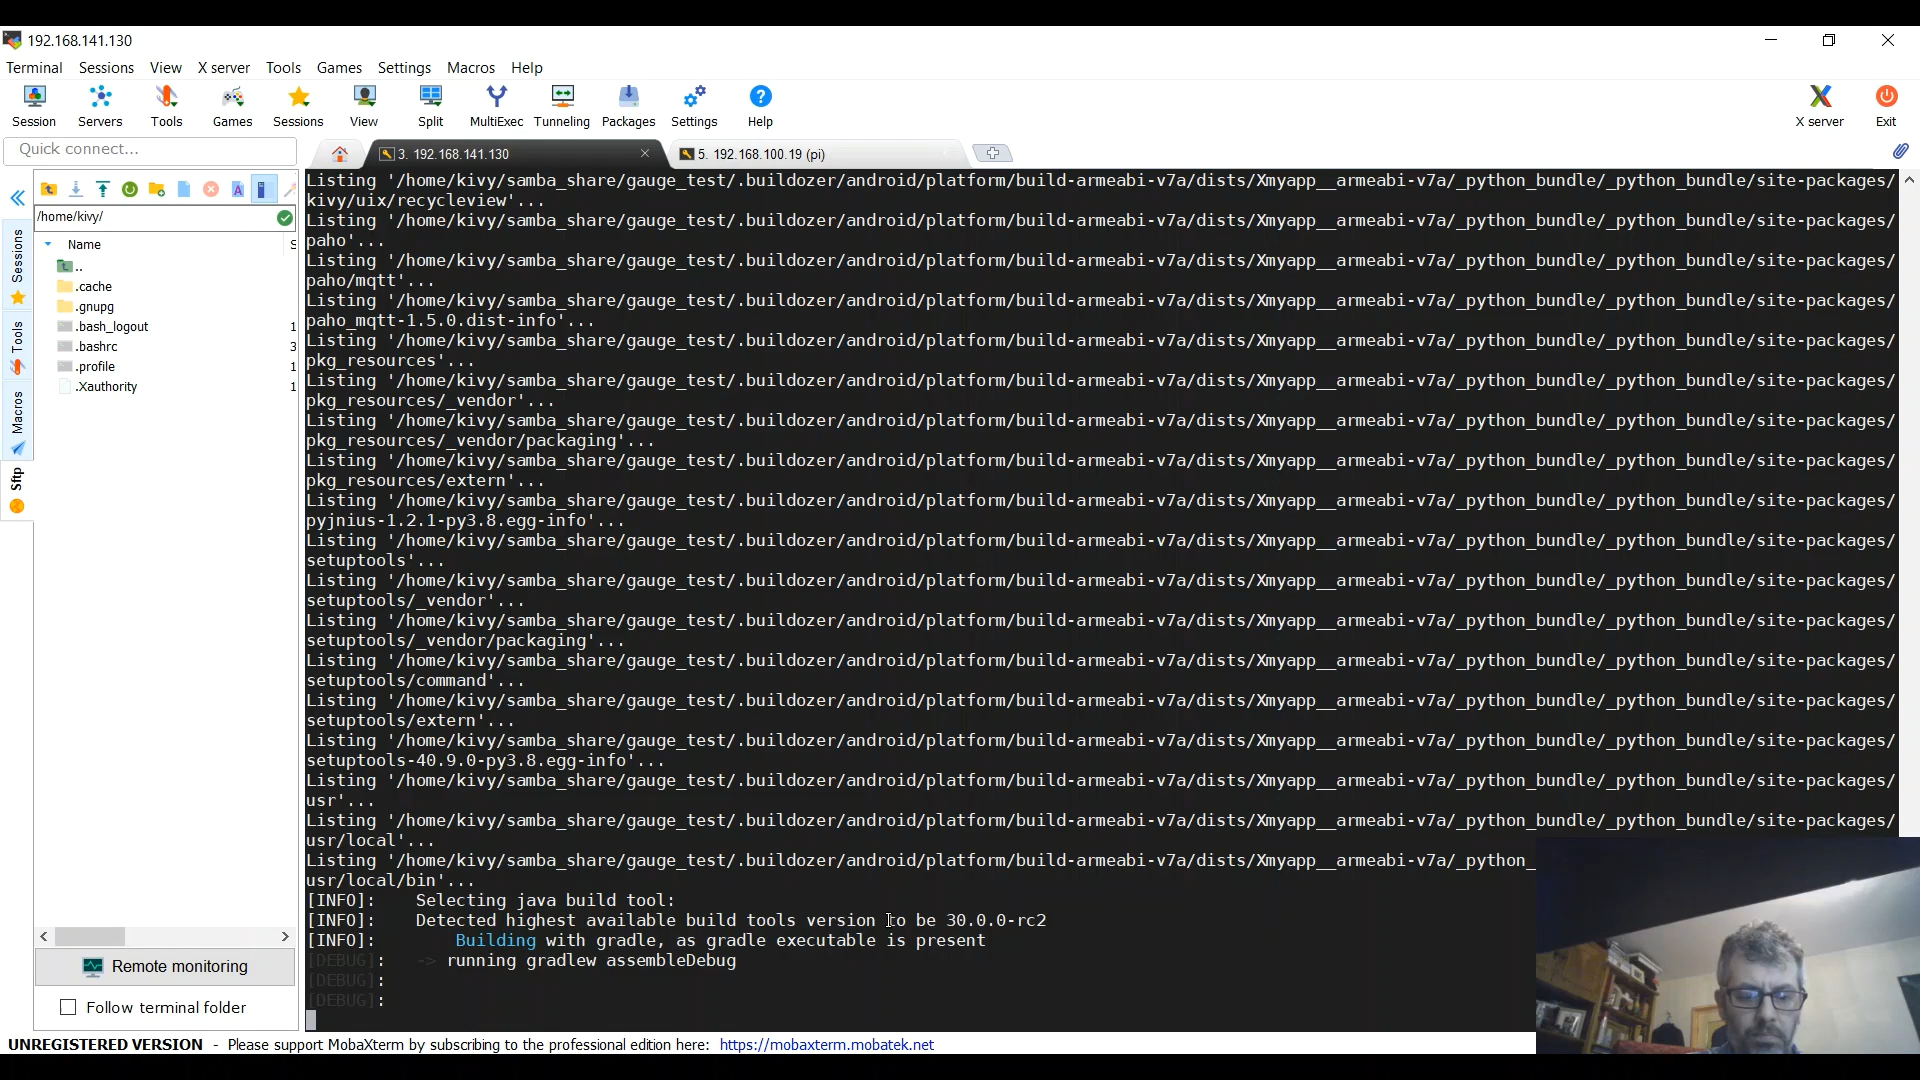 192.168.141.130
Terminal Sessions View X server Tools Games Settings Macros Help
Session Servers Tools Games Sessions View Split MultiExec Tunneling Packages Settings Help X server Exit
Quick connect...
3. 192.168.141.130
5. 192.168.100.19 (pi)
/home/kivy/
Name S
..
.cache
.gnupg
.bash_logout 1
.bashrc 3
.profile 1
.Xauthority 1
Sessions
Tools
Macros
Sftp
Remote monitoring
Follow terminal folder
Listing '/home/kivy/samba_share/gauge_test/.buildozer/android/platform/build-armeabi-v7a/dists/Xmyapp__armeabi-v7a/_python_bundle/_python_bundle/site-packages/
kivy/uix/recycleview'...
Listing '/home/kivy/samba_share/gauge_test/.buildozer/android/platform/build-armeabi-v7a/dists/Xmyapp__armeabi-v7a/_python_bundle/_python_bundle/site-packages/
paho'...
Listing '/home/kivy/samba_share/gauge_test/.buildozer/android/platform/build-armeabi-v7a/dists/Xmyapp__armeabi-v7a/_python_bundle/_python_bundle/site-packages/
paho/mqtt'...
Listing '/home/kivy/samba_share/gauge_test/.buildozer/android/platform/build-armeabi-v7a/dists/Xmyapp__armeabi-v7a/_python_bundle/_python_bundle/site-packages/
paho_mqtt-1.5.0.dist-info'...
Listing '/home/kivy/samba_share/gauge_test/.buildozer/android/platform/build-armeabi-v7a/dists/Xmyapp__armeabi-v7a/_python_bundle/_python_bundle/site-packages/
pkg_resources'...
Listing '/home/kivy/samba_share/gauge_test/.buildozer/android/platform/build-armeabi-v7a/dists/Xmyapp__armeabi-v7a/_python_bundle/_python_bundle/site-packages/
pkg_resources/_vendor'...
Listing '/home/kivy/samba_share/gauge_test/.buildozer/android/platform/build-armeabi-v7a/dists/Xmyapp__armeabi-v7a/_python_bundle/_python_bundle/site-packages/
pkg_resources/_vendor/packaging'...
Listing '/home/kivy/samba_share/gauge_test/.buildozer/android/platform/build-armeabi-v7a/dists/Xmyapp__armeabi-v7a/_python_bundle/_python_bundle/site-packages/
pkg_resources/extern'...
Listing '/home/kivy/samba_share/gauge_test/.buildozer/android/platform/build-armeabi-v7a/dists/Xmyapp__armeabi-v7a/_python_bundle/_python_bundle/site-packages/
pyjnius-1.2.1-py3.8.egg-info'...
Listing '/home/kivy/samba_share/gauge_test/.buildozer/android/platform/build-armeabi-v7a/dists/Xmyapp__armeabi-v7a/_python_bundle/_python_bundle/site-packages/
setuptools'...
Listing '/home/kivy/samba_share/gauge_test/.buildozer/android/platform/build-armeabi-v7a/dists/Xmyapp__armeabi-v7a/_python_bundle/_python_bundle/site-packages/
setuptools/_vendor'...
Listing '/home/kivy/samba_share/gauge_test/.buildozer/android/platform/build-armeabi-v7a/dists/Xmyapp__armeabi-v7a/_python_bundle/_python_bundle/site-packages/
setuptools/_vendor/packaging'...
Listing '/home/kivy/samba_share/gauge_test/.buildozer/android/platform/build-armeabi-v7a/dists/Xmyapp__armeabi-v7a/_python_bundle/_python_bundle/site-packages/
setuptools/command'...
Listing '/home/kivy/samba_share/gauge_test/.buildozer/android/platform/build-armeabi-v7a/dists/Xmyapp__armeabi-v7a/_python_bundle/_python_bundle/site-packages/
setuptools/extern'...
Listing '/home/kivy/samba_share/gauge_test/.buildozer/android/platform/build-armeabi-v7a/dists/Xmyapp__armeabi-v7a/_python_bundle/_python_bundle/site-packages/
setuptools-40.9.0-py3.8.egg-info'...
Listing '/home/kivy/samba_share/gauge_test/.buildozer/android/platform/build-armeabi-v7a/dists/Xmyapp__armeabi-v7a/_python_bundle/_python_bundle/site-packages/
usr'...
Listing '/home/kivy/samba_share/gauge_test/.buildozer/android/platform/build-armeabi-v7a/dists/Xmyapp__armeabi-v7a/_python_bundle/_python_bundle/site-packages/
usr/local'...
Listing '/home/kivy/samba_share/gauge_test/.buildozer/android/platform/build-armeabi-v7a/dists/Xmyapp__armeabi-v7a/_python_
usr/local/bin'...
[INFO]: Selecting java build tool:
[INFO]: Detected highest available build tools version to be 30.0.0-rc2
[INFO]: Building with gradle, as gradle executable is present
[DEBUG]: -> running gradlew assembleDebug
[DEBUG]:
[DEBUG]:
UNREGISTERED VERSION - Please support MobaXterm by subscribing to the professional edition here: https://mobaxterm.mobatek.net